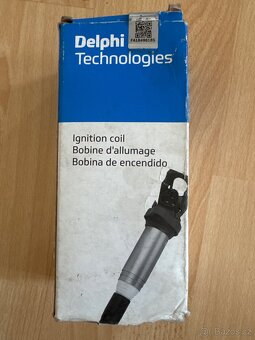 Delphi
Technologies
Ignition coil
Bobine d'allumage
Bobina de encendido